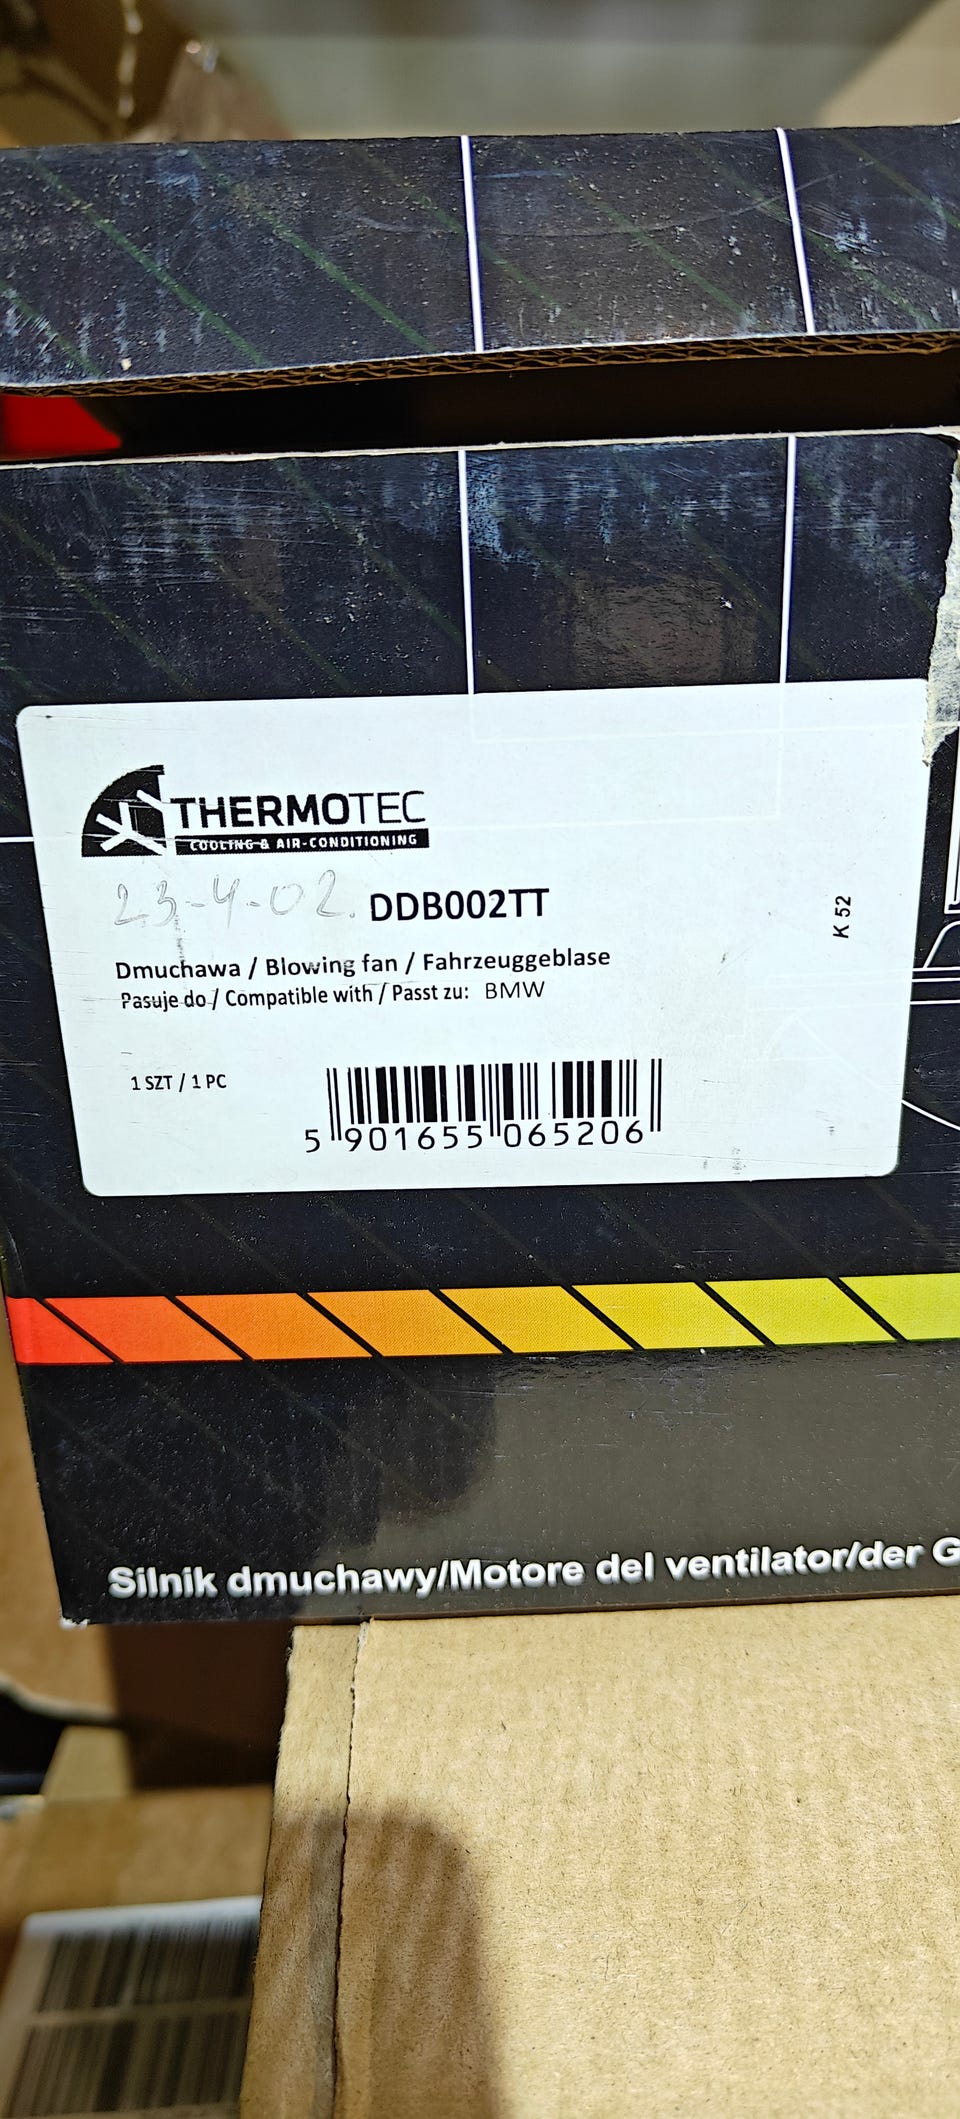 THERMOTEC
COOLING & AIR-CONDITIONING
23-4-02. DDB002TT
K 52
Dmuchawa / Blowing fan / Fahrzeuggeblase
Pasuje do / Compatible with / Passt zu: BMW
1 SZT / 1 PC
5 901655 065206
Silnik dmuchawy/Motore del ventilator/der G